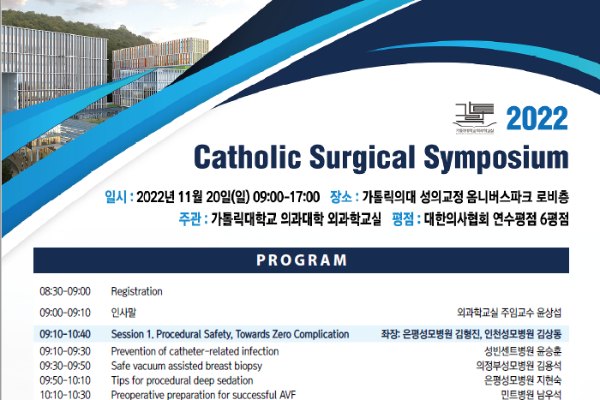 2022
Catholic Surgical Symposium
일시 : 2022년 11월 20일(일) 09:00-17:00 장소 : 가톨릭의대 성의교정 옴니버스파크 로비층
주관 : 가톨릭대학교 의과대학 외과학교실 평점 : 대한의사협회 연수평점 6평점
PROGRAM
08:30-09:00 Registration
09:00-09:10 인사말 외과학교실 주임교수 윤상섭
09:10-10:40 Session 1. Procedural Safety, Towards Zero Complication 좌장: 은평성모병원 김형진, 인천성모병원 김상동
09:10-09:30 Prevention of catheter-related infection 성빈센트병원 윤승훈
09:30-09:50 Safe vacuum assisted breast biopsy 의정부성모병원 김용석
09:50-10:10 Tips for procedural deep sedation 은평성모병원 지현숙
10:10-10:30 Preoperative preparation for successful AVF 민트병원 남우석